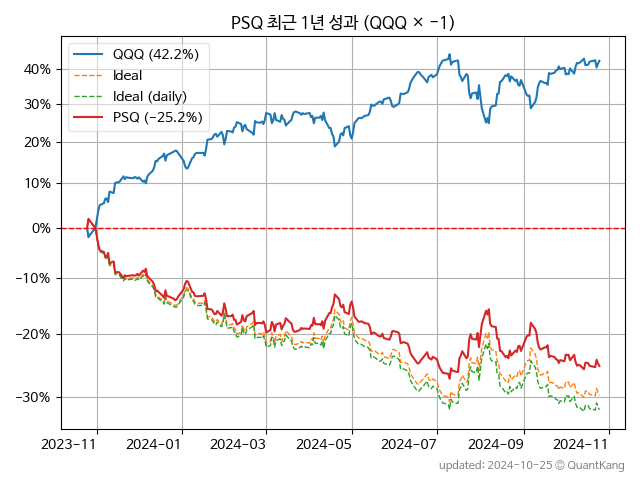 PSQ 최근 1년 성과 (QQQ × −1)
QQQ (42.2%)
Ideal
Ideal (daily)
PSQ (−25.2%)
40%
30%
20%
10%
0%
−10%
−20%
−30%
2023−11
2024−01
2024−03
2024−05
2024−07
2024−09
2024−11
updated: 2024-10-25 © QuantKang